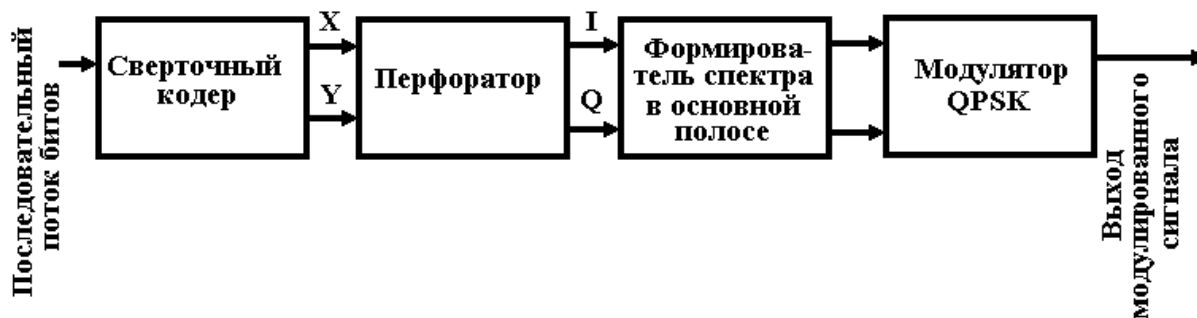 Последовательный
поток битов
Сверточный
кодер
X
Y
Перфоратор
I
Q
Формирова-
тель спектра
в основной
полосе
Модулятор
QPSK
Выход
модулированного
сигнала